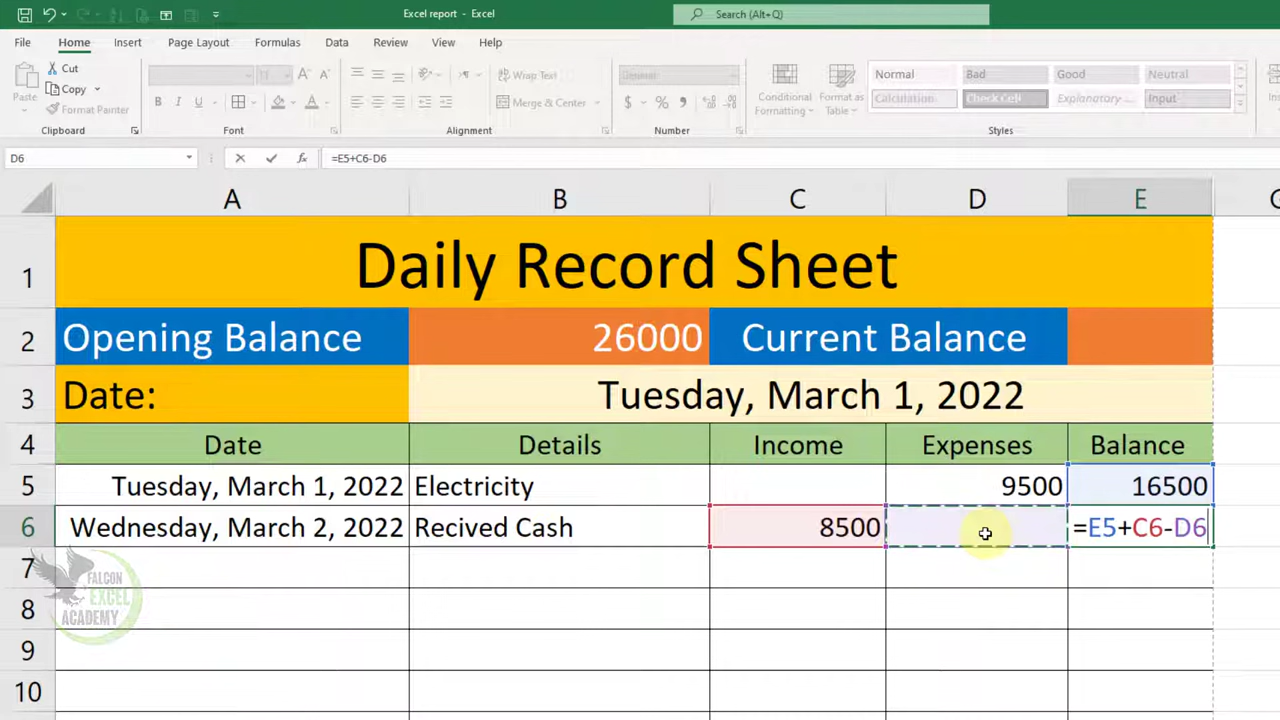 Excel report - Excel
Search (Alt+Q)
File Home Insert Page Layout Formulas Data Review View Help
Paste
Cut
Copy
Format Painter
Wrap Text
Merge & Center
General
$ % ,
Conditional Formatting
Format as Table
Normal Bad Good Neutral
Calculation Check Cell Explanatory ... Input
Clipboard Font Alignment Number Styles
D6 =E5+C6-D6
A B C D E
1 Daily Record Sheet
2 Opening Balance 26000 Current Balance
3 Date: Tuesday, March 1, 2022
4 Date Details Income Expenses Balance
5 Tuesday, March 1, 2022 Electricity 9500 16500
6 Wednesday, March 2, 2022 Recived Cash 8500 =E5+C6-D6
7
8
9
10
FALCON
EXCEL
ACADEMY